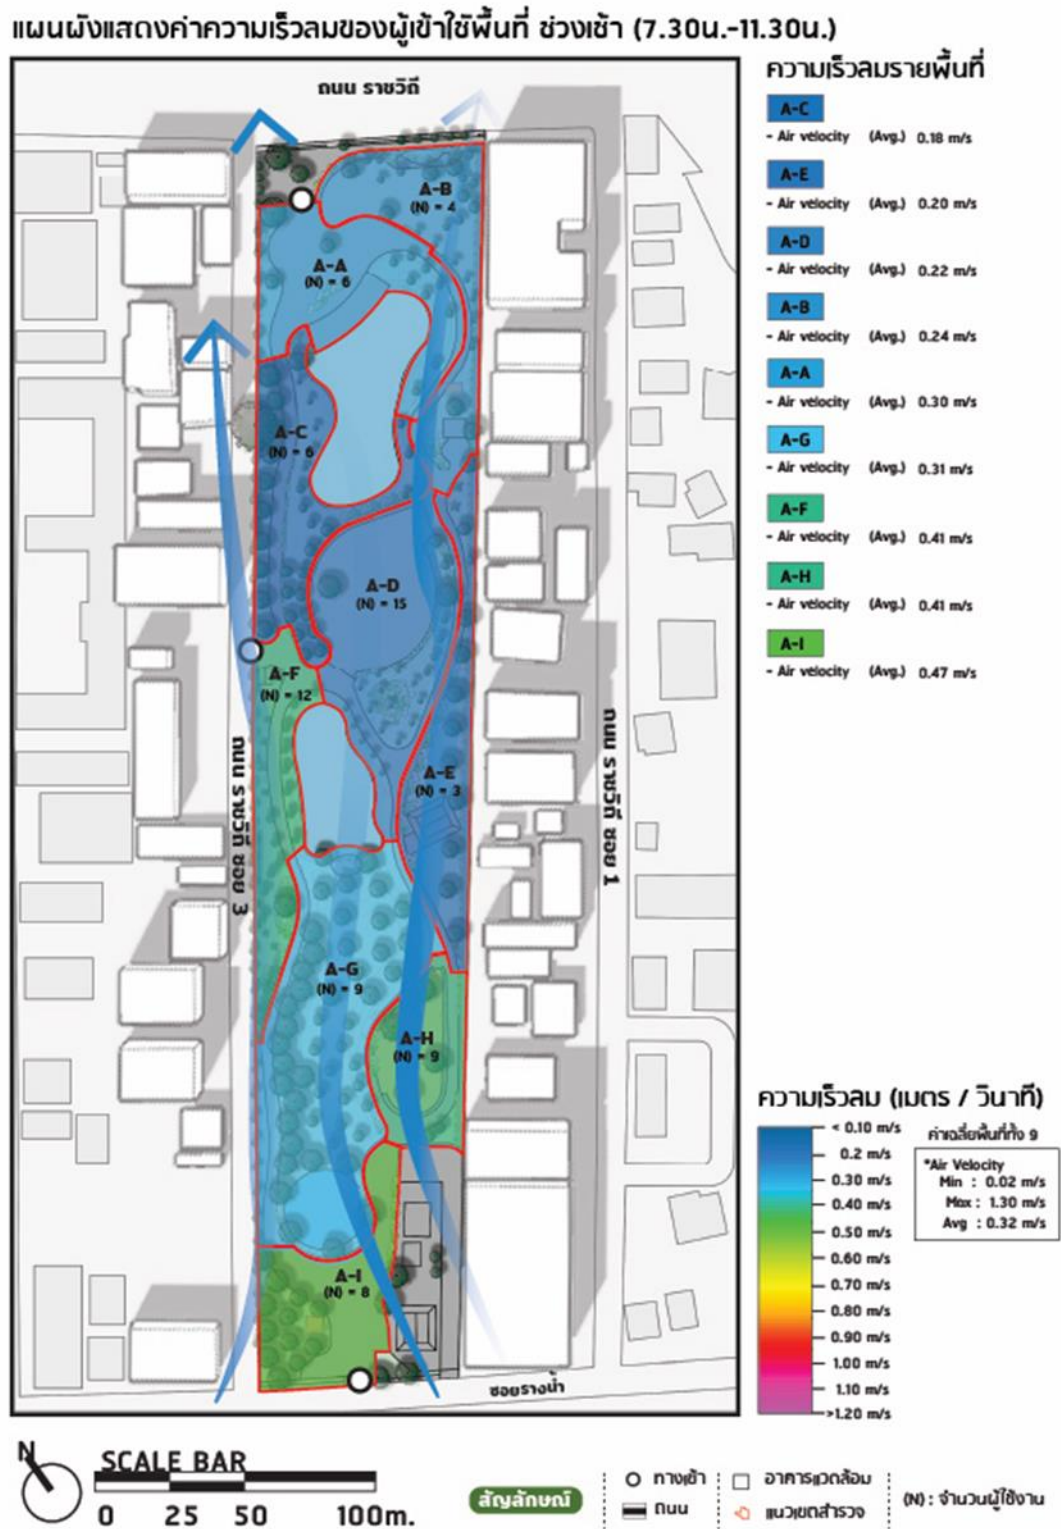 แผนผังแสดงค่าความเร็วลมของผู้เข้าใช้พื้นที่ ช่วงเช้า (7.30น.-11.30น.)
ถนน ราชวิถี
A-B
(N) = 4
A-A
(N) = 6
A-C
(N) = 6
A-D
(N) = 15
A-F
(N) = 12
A-E
(N) = 3
A-G
(N) = 9
A-H
(N) = 9
A-I
(N) = 8
ถนน ราชวิถี ซอย 3
ถนน ราชวิถี ซอย 1
ซอยรางน้ำ
ความเร็วลมรายพื้นที่
A-C
- Air velocity (Avg.) 0.18 m/s
A-E
- Air velocity (Avg.) 0.20 m/s
A-D
- Air velocity (Avg.) 0.22 m/s
A-B
- Air velocity (Avg.) 0.24 m/s
A-A
- Air velocity (Avg.) 0.30 m/s
A-G
- Air velocity (Avg.) 0.31 m/s
A-F
- Air velocity (Avg.) 0.41 m/s
A-H
- Air velocity (Avg.) 0.41 m/s
A-I
- Air velocity (Avg.) 0.47 m/s
ความเร็วลม (เมตร / วินาที)
< 0.10 m/s
0.2 m/s
0.30 m/s
0.40 m/s
0.50 m/s
0.60 m/s
0.70 m/s
0.80 m/s
0.90 m/s
1.00 m/s
1.10 m/s
>1.20 m/s
ค่าเฉลี่ยพื้นที่ทั้ง 9
*Air Velocity
Min : 0.02 m/s
Max : 1.30 m/s
Avg : 0.32 m/s
N
SCALE BAR
0 25 50 100m.
สัญลักษณ์
ทางเข้า
ถนน
อาคารแวดล้อม
แนวเขตสำรวจ
(N) : จำนวนผู้ใช้งาน